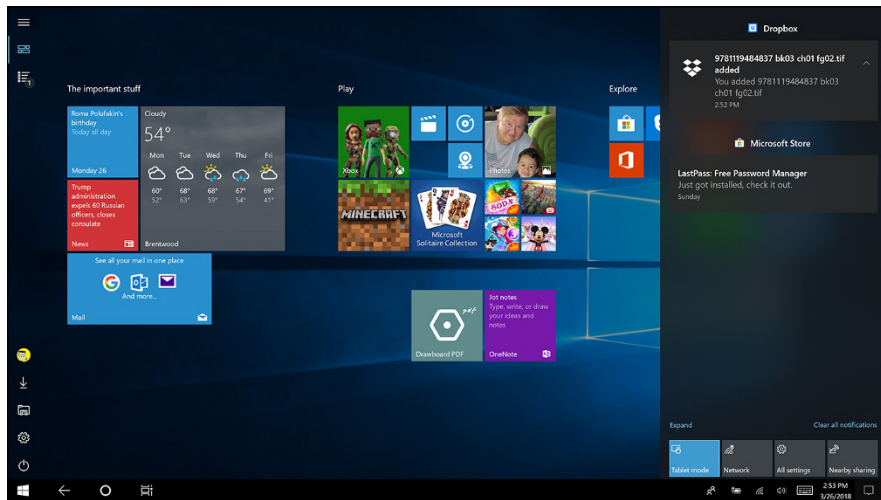 The important stuff
Roma Polufakin's
birthday
Today all day
Monday 26
Cloudy
54°
Mon Tue Wed Thu Fri
60° 68° 68° 67° 69°
52° 63° 59° 54° 41°
Brentwood
Trump
administration
expels 60 Russian
officers, closes
consulate
News
See all your mail in one place
And more..
Mail
Play
Xbox
Photos
MINECRAFT
Microsoft
Solitaire Collection
SODA
Drawboard PDF
Jot notes
Type, write, or draw
your ideas and
notes
OneNote
Explore
Dropbox
9781119484837 bk03 ch01 fg02.tif
added
You added 9781119484837 bk03
ch01 fg02.tif
2:52 PM
Microsoft Store
LastPass: Free Password Manager
Just got installed, check it out.
Sunday
Expand
Clear all notifications
Tablet mode
Network
All settings
Nearby sharing
2:53 PM
3/26/2018